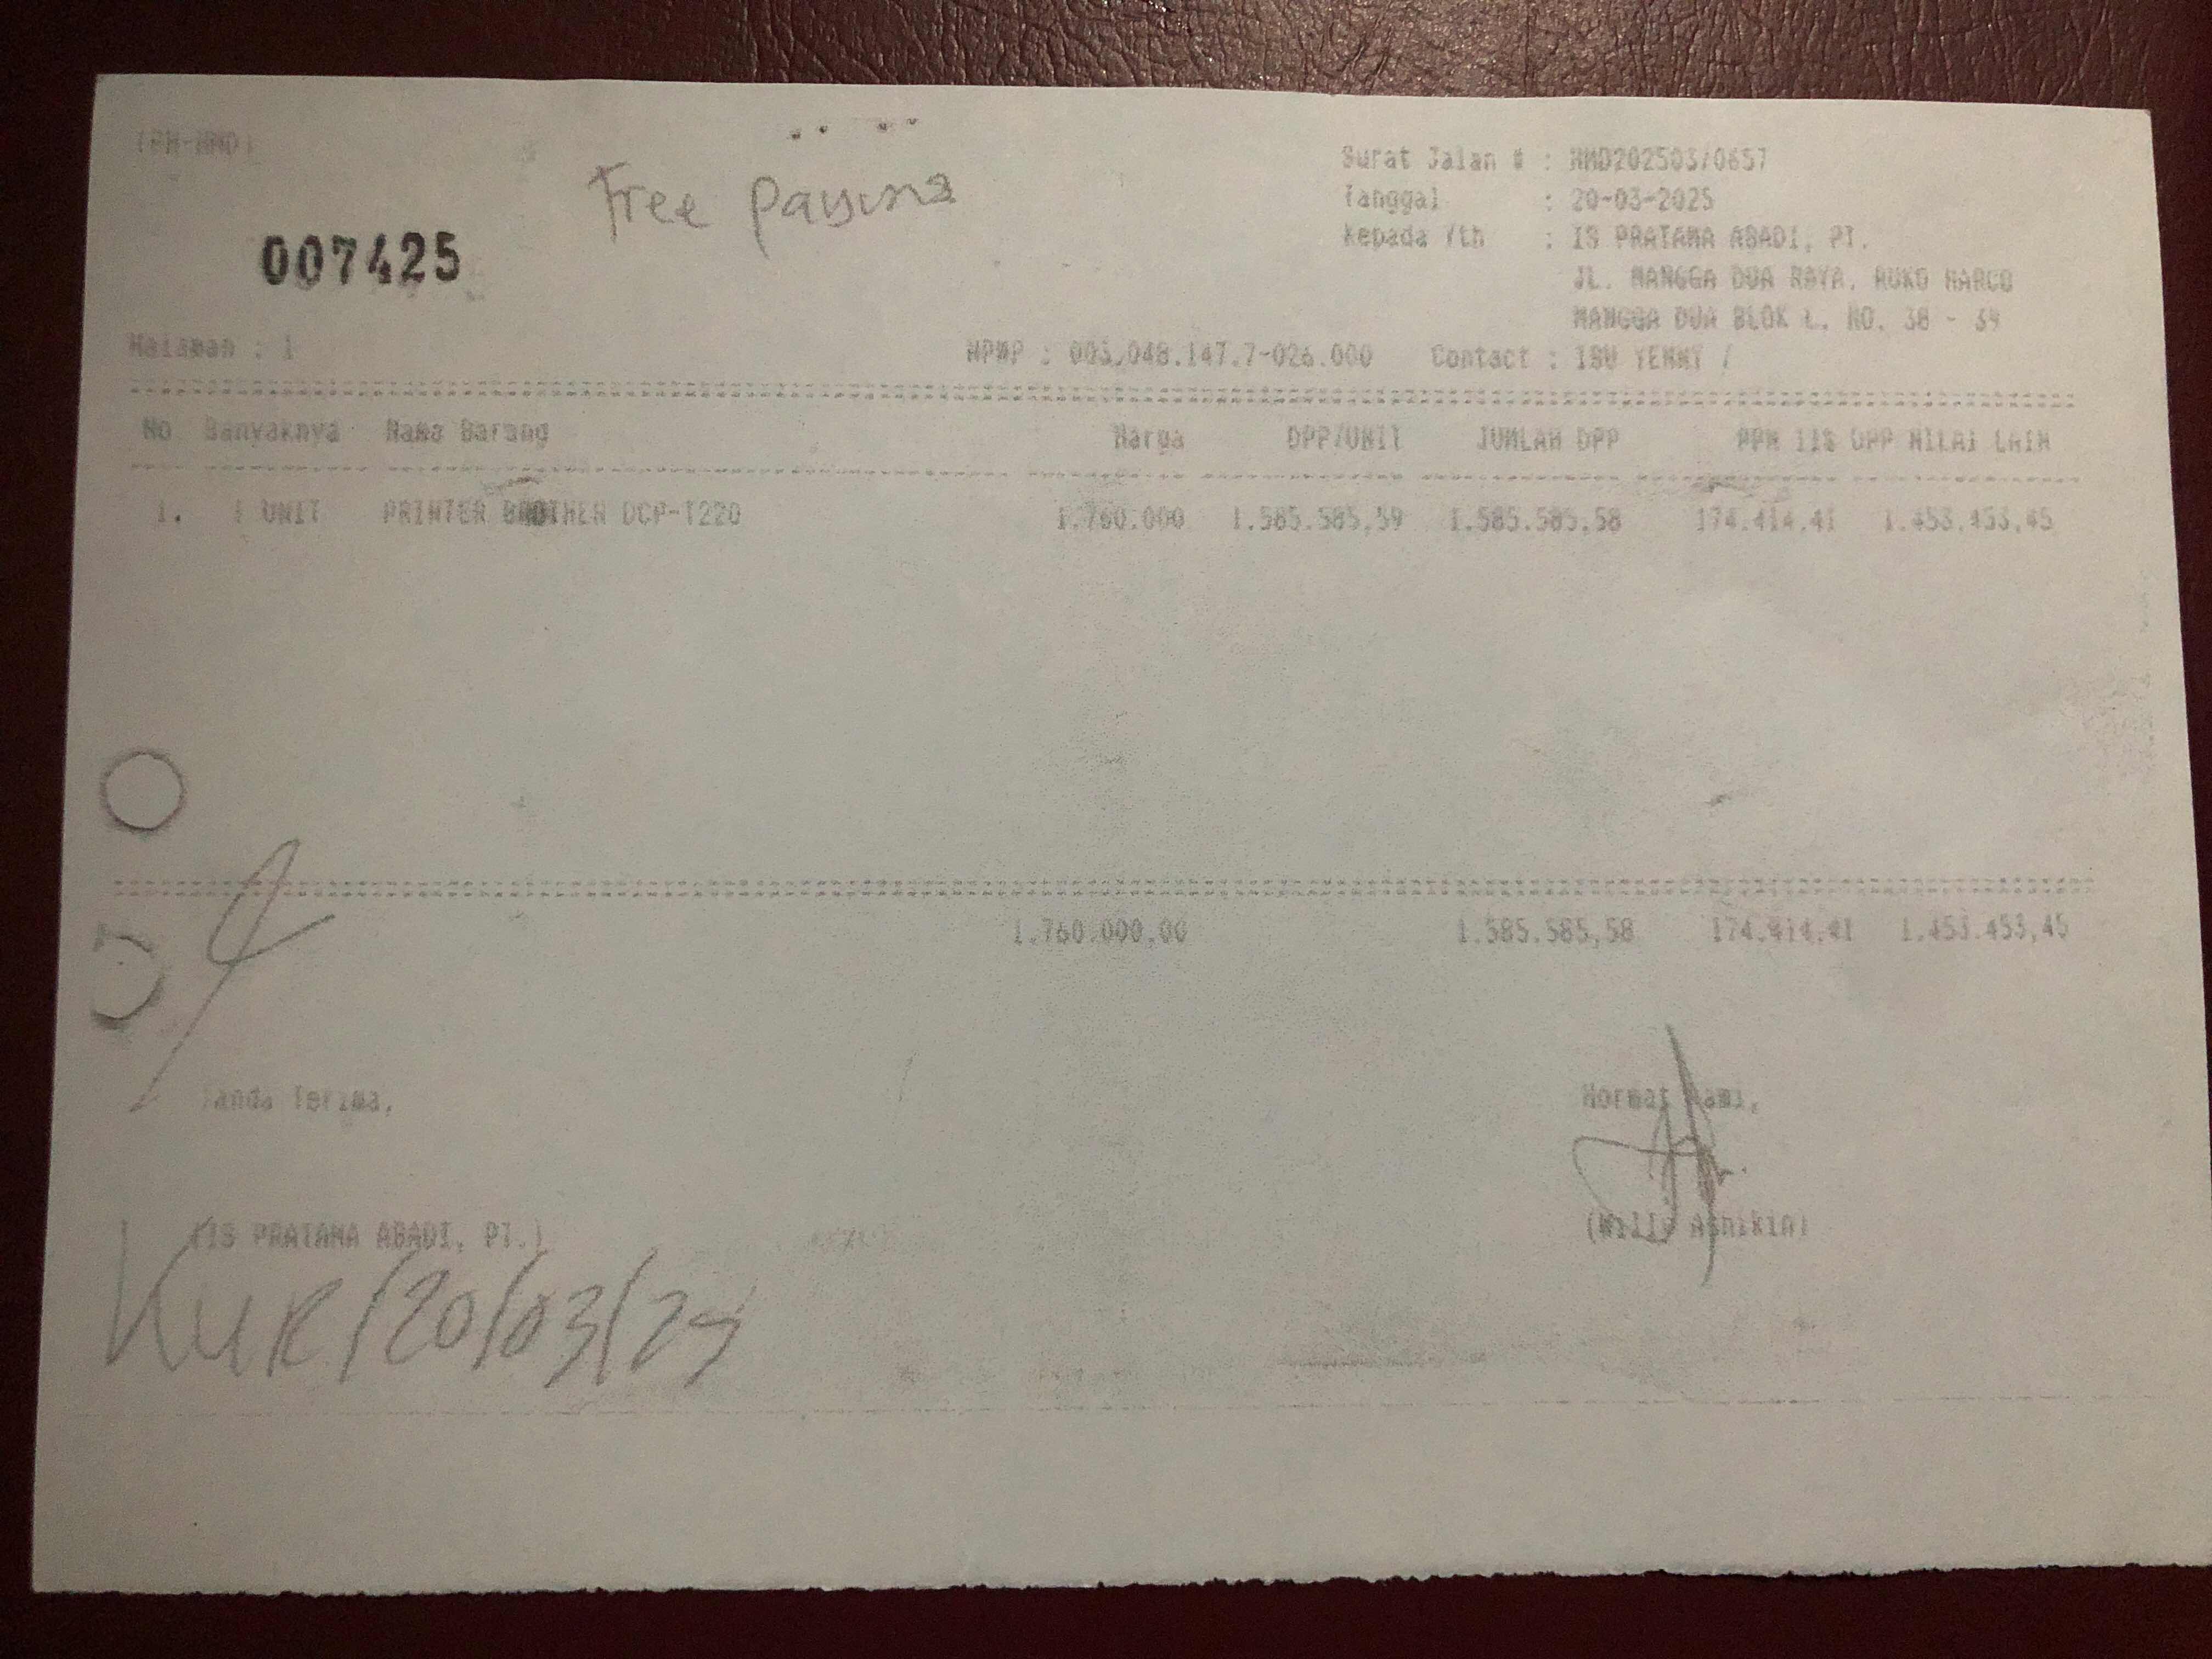 (PH-HMD)
Free payung
007425
Surat Jalan # : HMD202503/0657
Tanggal : 20-03-2025
Kepada Yth : IS PRATAMA ABADI, PT.
JL. MANGGA DUA RAYA, RUKO HARCO
MANGGA DUA BLOK L. NO. 38 - 39
Halaman : 1 NPWP : 003.048.147.7-026.000 Contact : IBU YENNY /
No Banyaknya Nama Barang Harga DPP/UNIT JUMLAH DPP PPN 11% DPP NILAI LAIN
1. 1 UNIT PRINTER BROTHER DCP-T220 1.760.000 1.585.585,59 1.585.585,58 174.414,41 1.453.453,45
1.760.000,00 1.585.585,58 174.414,41 1.453.453,45
Tanda Terima, Hormat Kami,
(IS PRATAMA ABADI, PT.) (Willy Ashikin)
KUR/20/03/25